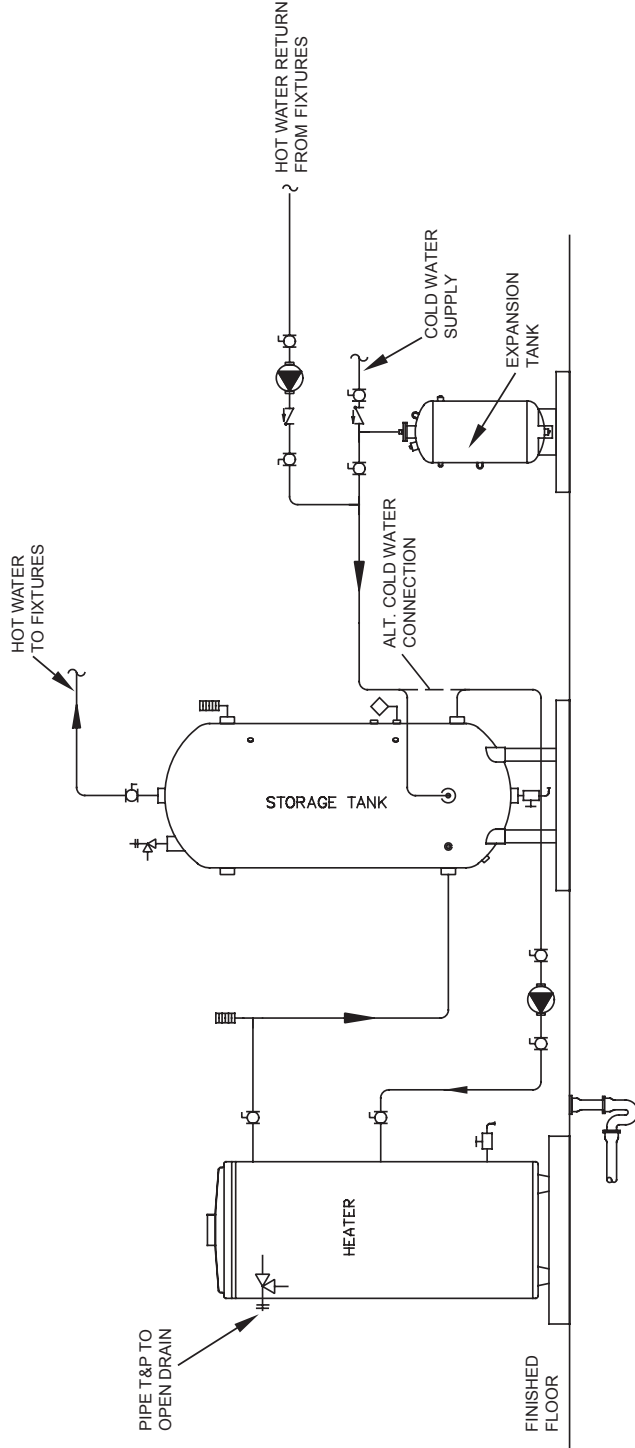 PIPE T&P TO
OPEN DRAIN
HEATER
FINISHED
FLOOR
HOT WATER
TO FIXTURES
STORAGE TANK
ALT. COLD WATER
CONNECTION
HOT WATER RETURN
FROM FIXTURES
COLD WATER
SUPPLY
EXPANSION
TANK